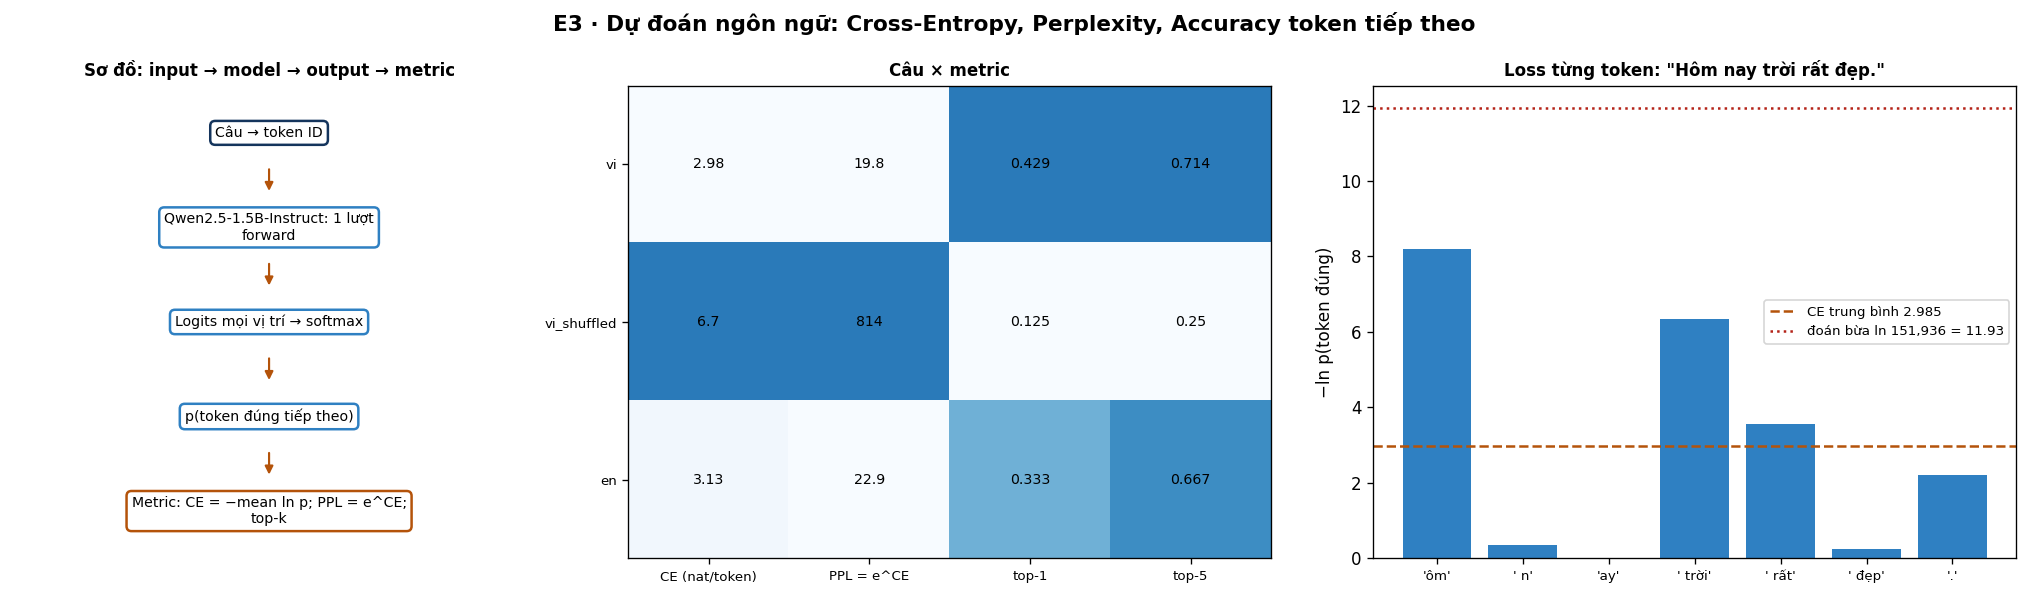 E3 · Dự đoán ngôn ngữ: Cross-Entropy, Perplexity, Accuracy token tiếp theo
Sơ đồ: input → model → output → metric
Câu → token ID
Qwen2.5-1.5B-Instruct: 1 lượt
forward
Logits mọi vị trí → softmax
p(token đúng tiếp theo)
Metric: CE = −mean ln p; PPL = e^CE;
top-k
Câu × metric
vi
2.98 19.8 0.429 0.714
vi_shuffled
6.7 814 0.125 0.25
en
3.13 22.9 0.333 0.667
CE (nat/token) PPL = e^CE top-1 top-5
Loss từng token: "Hôm nay trời rất đẹp."
−ln p(token đúng)
12
10
8
6
4
2
0
CE trung bình 2.985
đoán bừa ln 151,936 = 11.93
'ôm' ' n' 'ay' ' trời' ' rất' ' đẹp' '.'